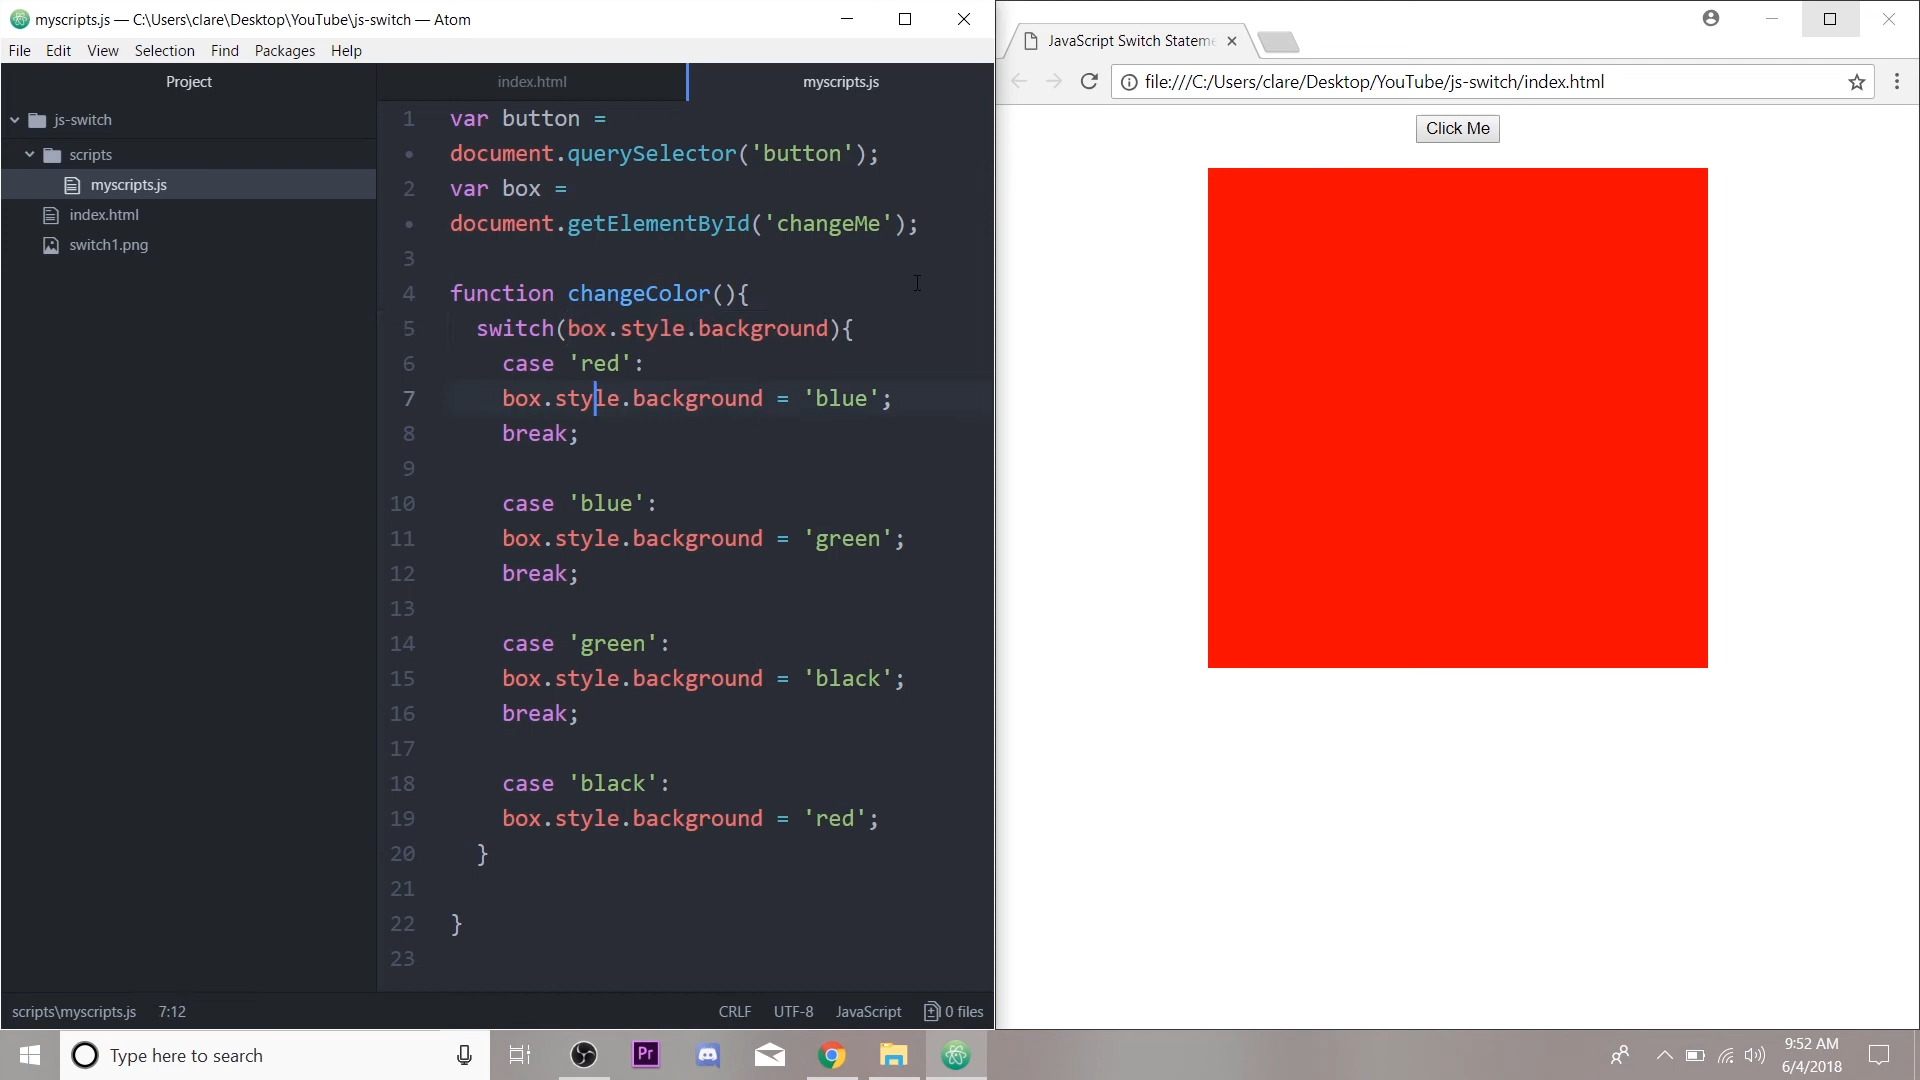 myscripts.js — C:\Users\clare\Desktop\YouTube\js-switch — Atom
File Edit View Selection Find Packages Help
Project
js-switch
scripts
myscripts.js
index.html
switch1.png
index.html
myscripts.js
1 var button =
• document.querySelector('button');
2 var box =
• document.getElementById('changeMe');
3
4 function changeColor(){
5 switch(box.style.background){
6 case 'red':
7 box.style.background = 'blue';
8 break;
9
10 case 'blue':
11 box.style.background = 'green';
12 break;
13
14 case 'green':
15 box.style.background = 'black';
16 break;
17
18 case 'black':
19 box.style.background = 'red';
20 }
21
22 }
23
scripts\myscripts.js 7:12 CRLF UTF-8 JavaScript 0 files
JavaScript Switch Statem
file:///C:/Users/clare/Desktop/YouTube/js-switch/index.html
Click Me
Type here to search
Pr
9:52 AM
6/4/2018